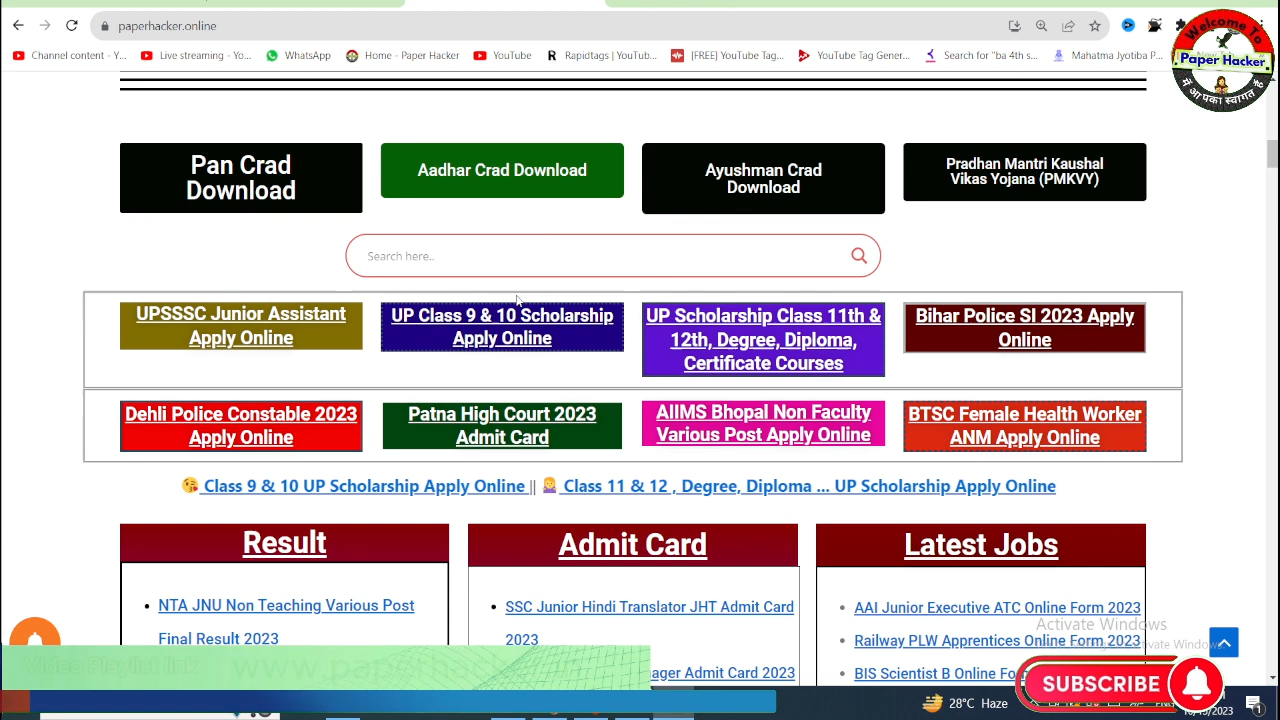 paperhacker.online
Channel content - Y...
Live streaming - Yo...
WhatsApp
Home - Paper Hacker
YouTube
Rapidtags | YouTub...
[FREE] YouTube Tag...
YouTube Tag Gener...
Search for "ba 4th s...
Mahatma Jyotiba P...
Welcome To
Paper Hacker
में आपका स्वागत है
Pan Crad
Download
Aadhar Crad Download
Ayushman Crad
Download
Pradhan Mantri Kaushal
Vikas Yojana (PMKVY)
Search here..
UPSSSC Junior Assistant
Apply Online
UP Class 9 & 10 Scholarship
Apply Online
UP Scholarship Class 11th &
12th, Degree, Diploma,
Certificate Courses
Bihar Police SI 2023 Apply
Online
Dehli Police Constable 2023
Apply Online
Patna High Court 2023
Admit Card
AIIMS Bhopal Non Faculty
Various Post Apply Online
BTSC Female Health Worker
ANM Apply Online
Class 9 & 10 UP Scholarship Apply Online || Class 11 & 12 , Degree, Diploma ... UP Scholarship Apply Online
Result
NTA JNU Non Teaching Various Post
Final Result 2023
Admit Card
SSC Junior Hindi Translator JHT Admit Card
2023
ager Admit Card 2023
Latest Jobs
AAI Junior Executive ATC Online Form 2023
Railway PLW Apprentices Online Form 2023
BIS Scientist B Online
Activate Windows
Video Playlist link
SUBSCRIBE
28°C Haze